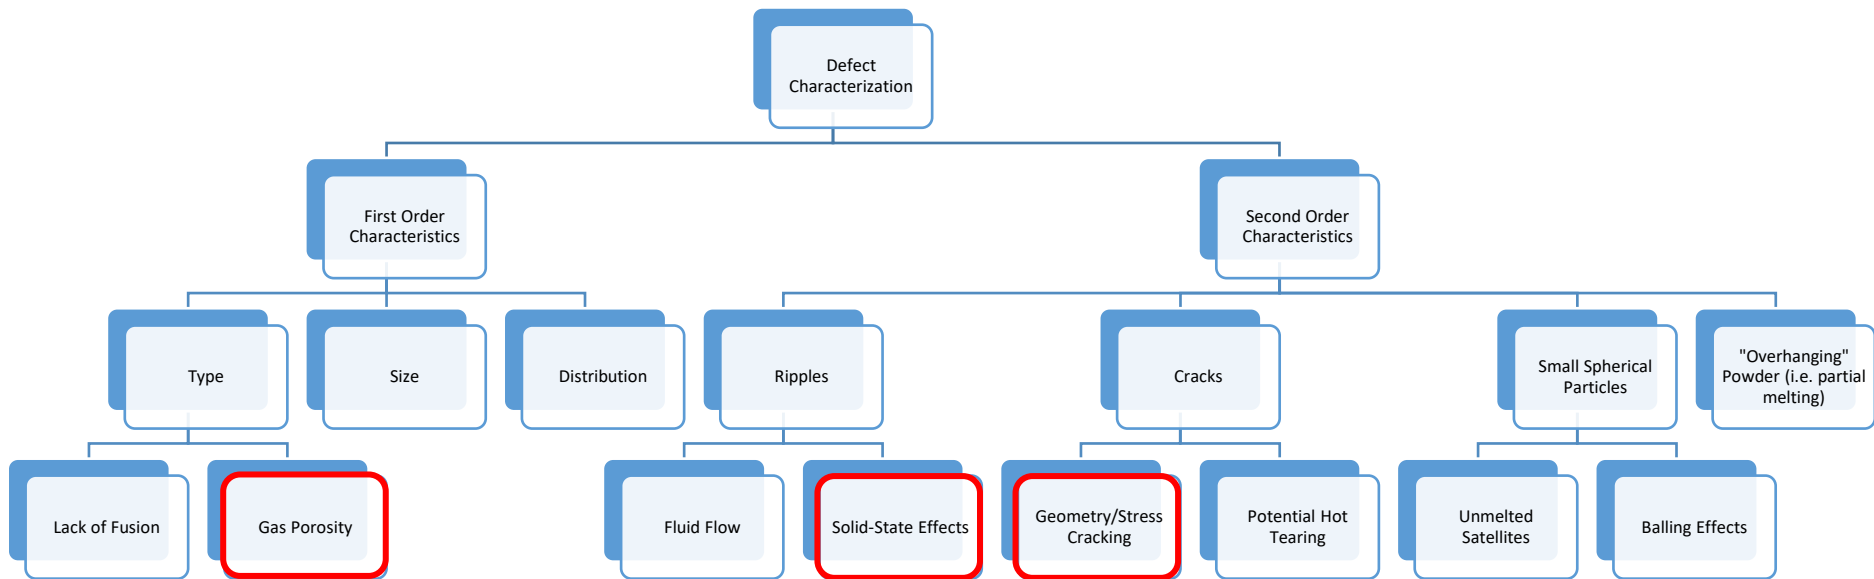 Defect
Characterization
First Order
Characteristics
Second Order
Characteristics
Type
Size
Distribution
Ripples
Cracks
Small Spherical
Particles
"Overhanging"
Powder (i.e. partial
melting)
Lack of Fusion
Gas Porosity
Fluid Flow
Solid-State Effects
Geometry/Stress
Cracking
Potential Hot
Tearing
Unmelted
Satellites
Balling Effects